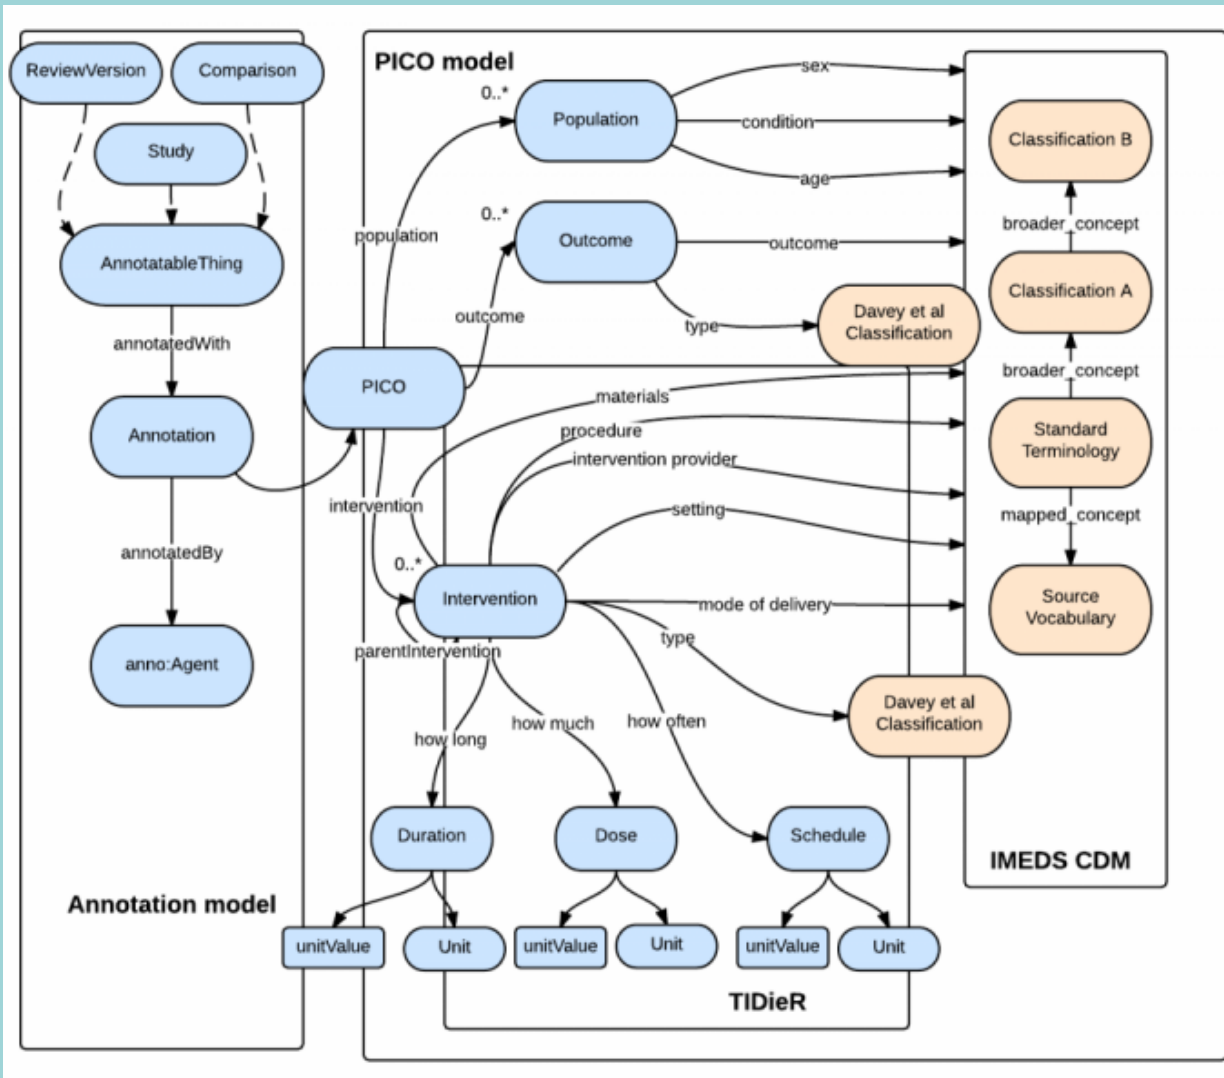 PICO model
ReviewVersion
Comparison
Study
AnnotatableThing
annotatedWith
Annotation
annotatedBy
anno:Agent
Annotation model
0..*
Population
sex
condition
age
population
0..*
Outcome
outcome
outcome
type
Davey et al
Classification
PICO
materials
procedure
intervention provider
intervention
setting
0..*
Intervention
mode of delivery
parentIntervention
type
how much
how often
how long
Davey et al
Classification
Duration
Dose
Schedule
unitValue
Unit
unitValue
Unit
unitValue
Unit
TIDieR
Classification B
broader_concept
Classification A
broader_concept
Standard
Terminology
mapped_concept
Source
Vocabulary
IMEDS CDM